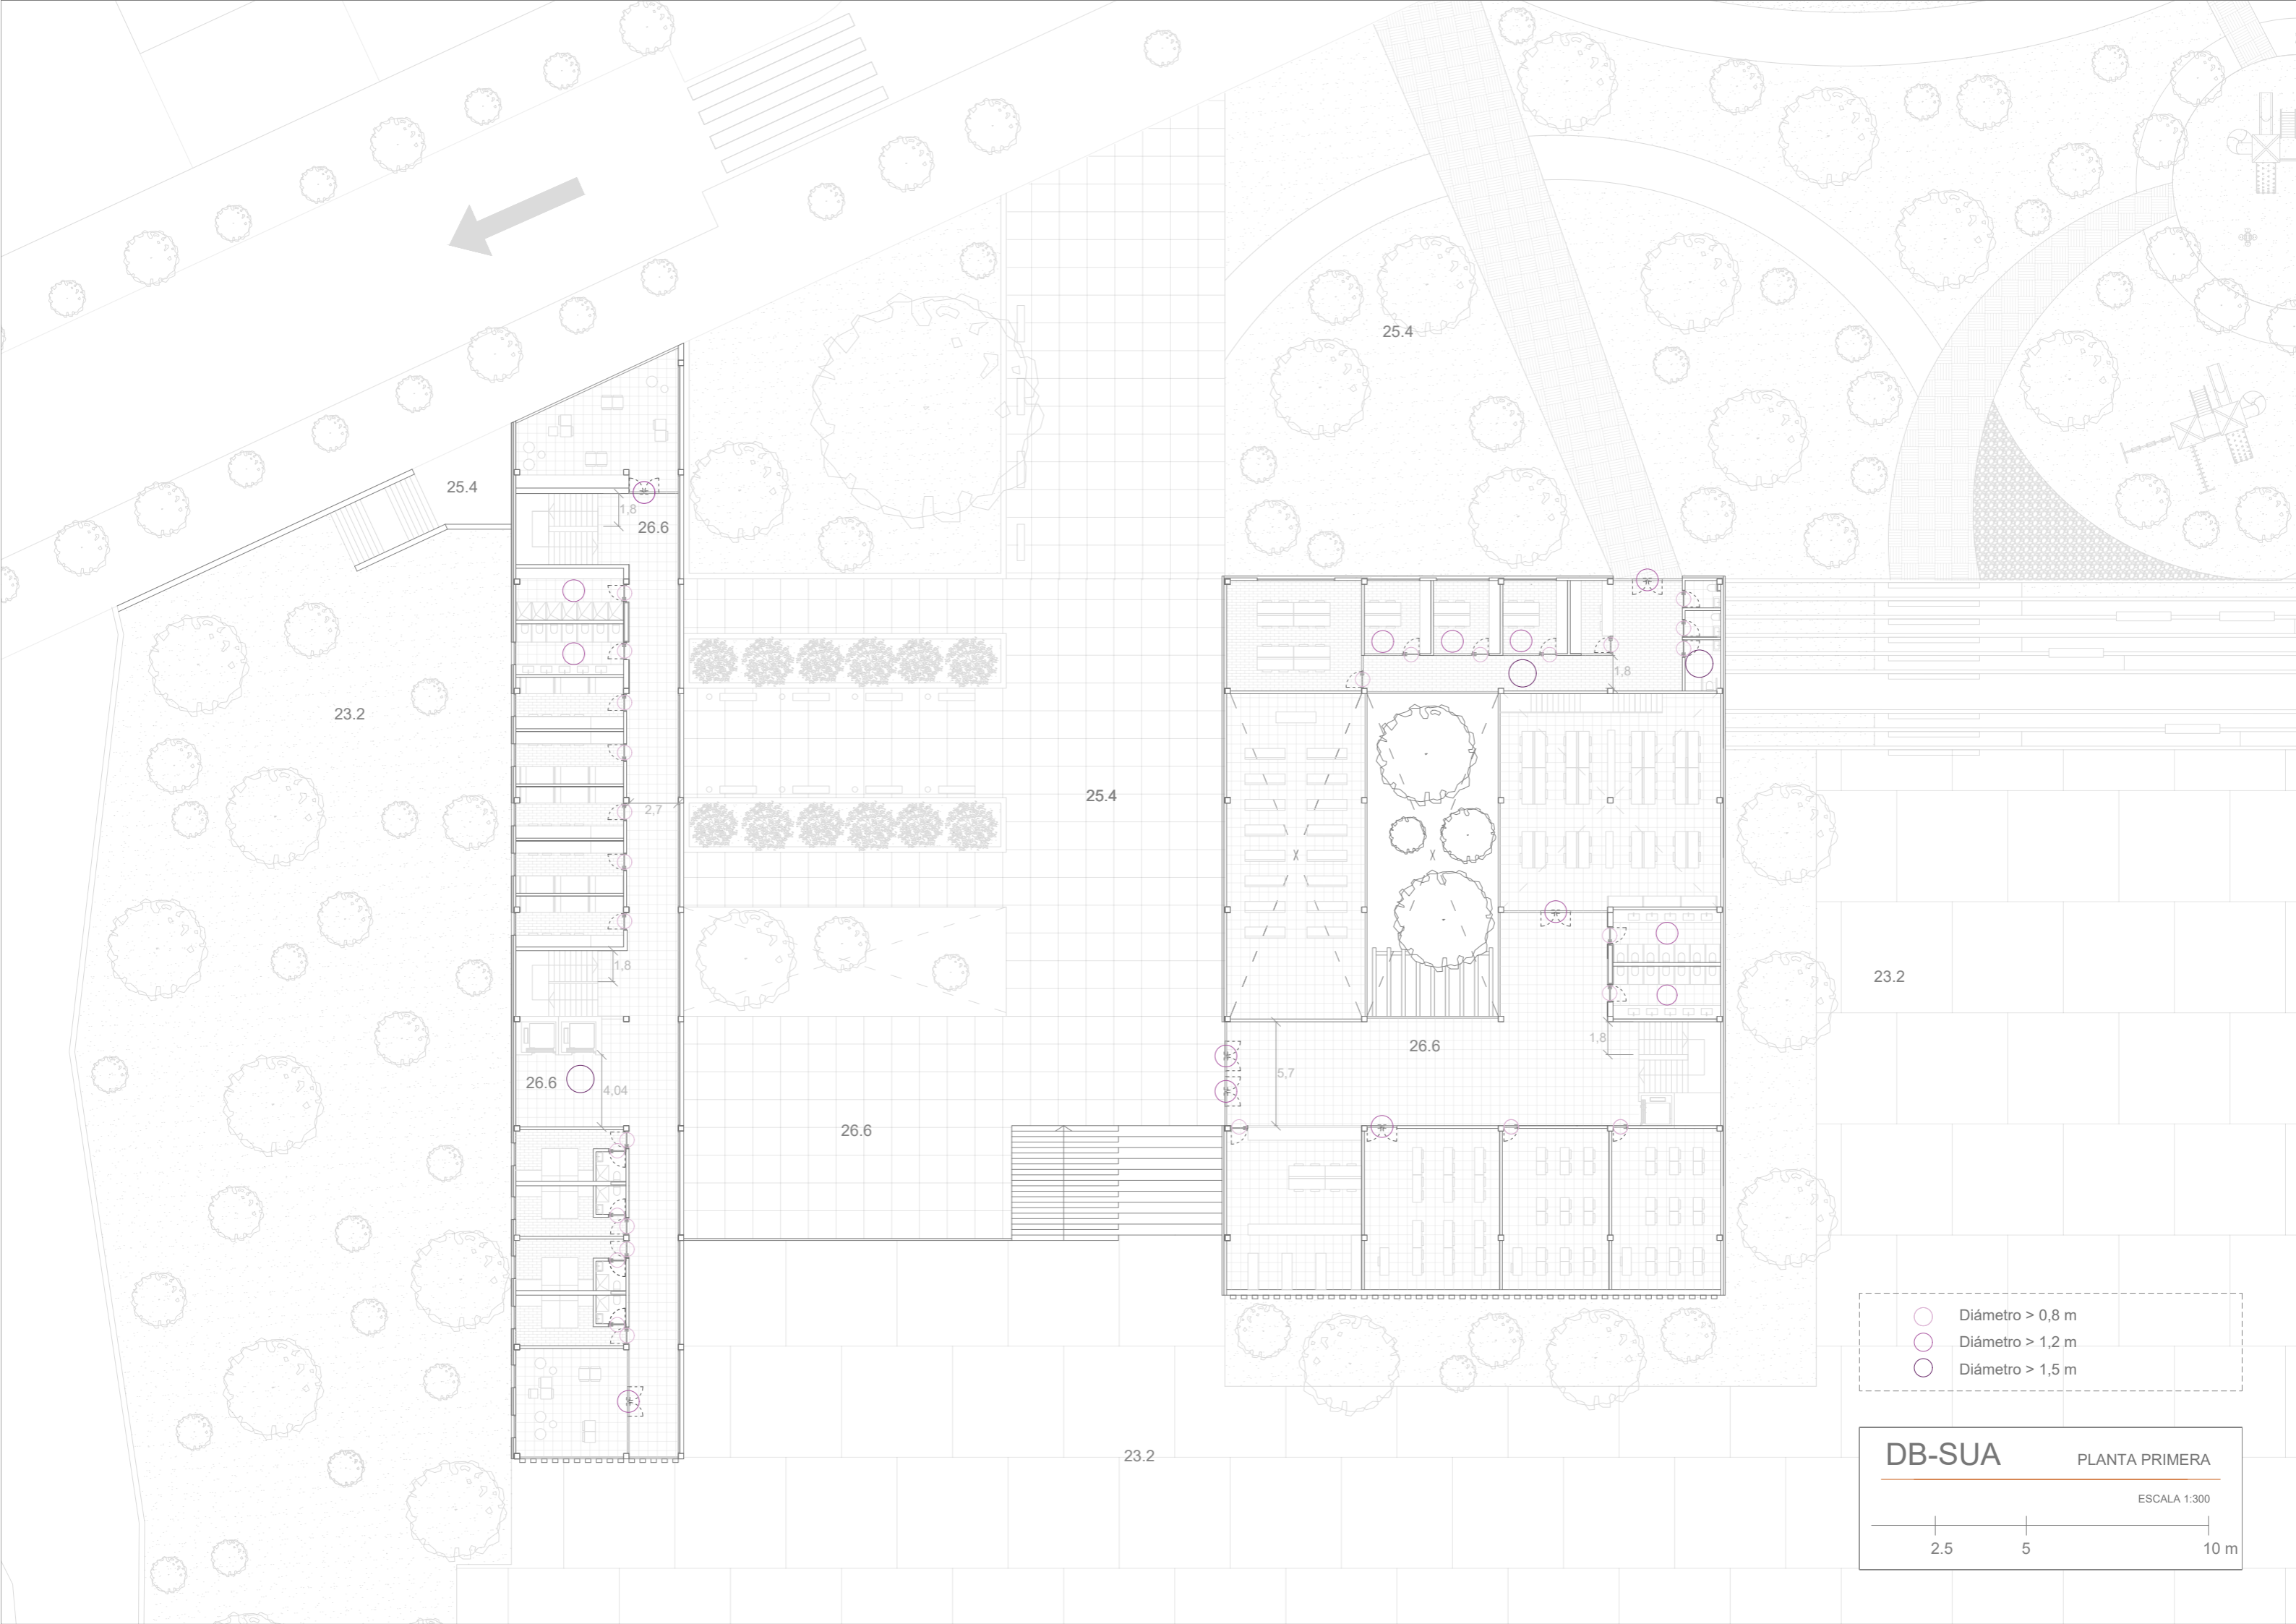 25.4
25.4
1,8
26.6
1,8
23.2
2,7
25.4
1,8
23.2
1,8
26.6
5,7
26.6
4,04
26.6
Diámetro > 0,8 m
Diámetro > 1,2 m
Diámetro > 1,5 m
23.2
DB-SUA
PLANTA PRIMERA
ESCALA 1:300
2.5
5
10 m